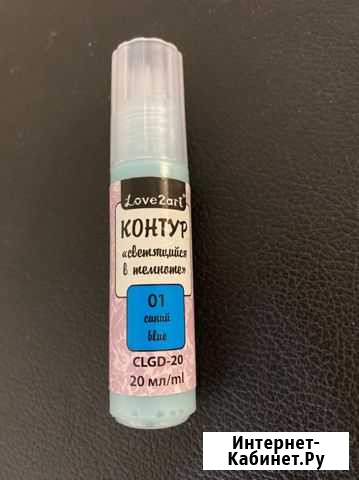 Love2art®
КОНТУР
«светящийся
в темноте»
01
синий
blue
CLGD-20
20 мл/ml
Интернет-
Кабинет.Ру